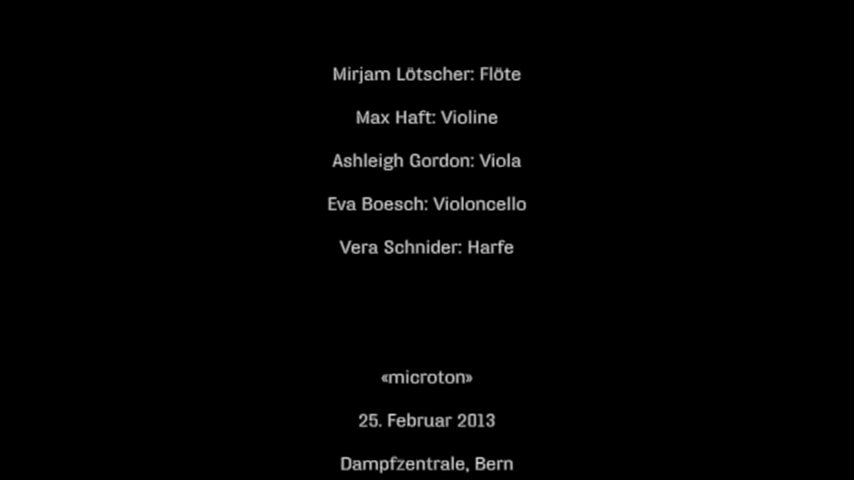 Mirjam Lötscher: Flöte
Max Haft: Violine
Ashleigh Gordon: Viola
Eva Boesch: Violoncello
Vera Schnider: Harfe
«microton»
25. Februar 2013
Dampfzentrale, Bern